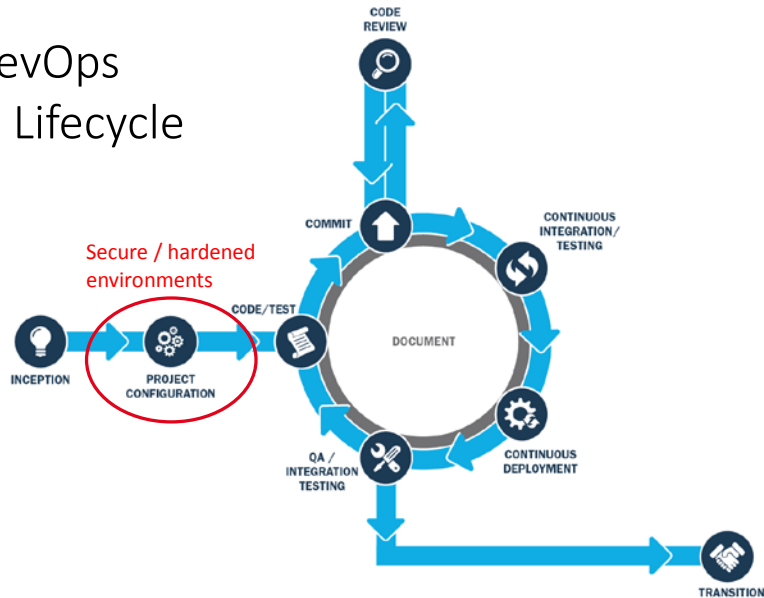 evOps
Lifecycle
CODE
REVIEW
COMMIT
CONTINUOUS
INTEGRATION/
TESTING
Secure / hardened
environments
CODE/TEST
DOCUMENT
INCEPTION
PROJECT
CONFIGURATION
QA /
INTEGRATION
TESTING
CONTINUOUS
DEPLOYMENT
TRANSITION